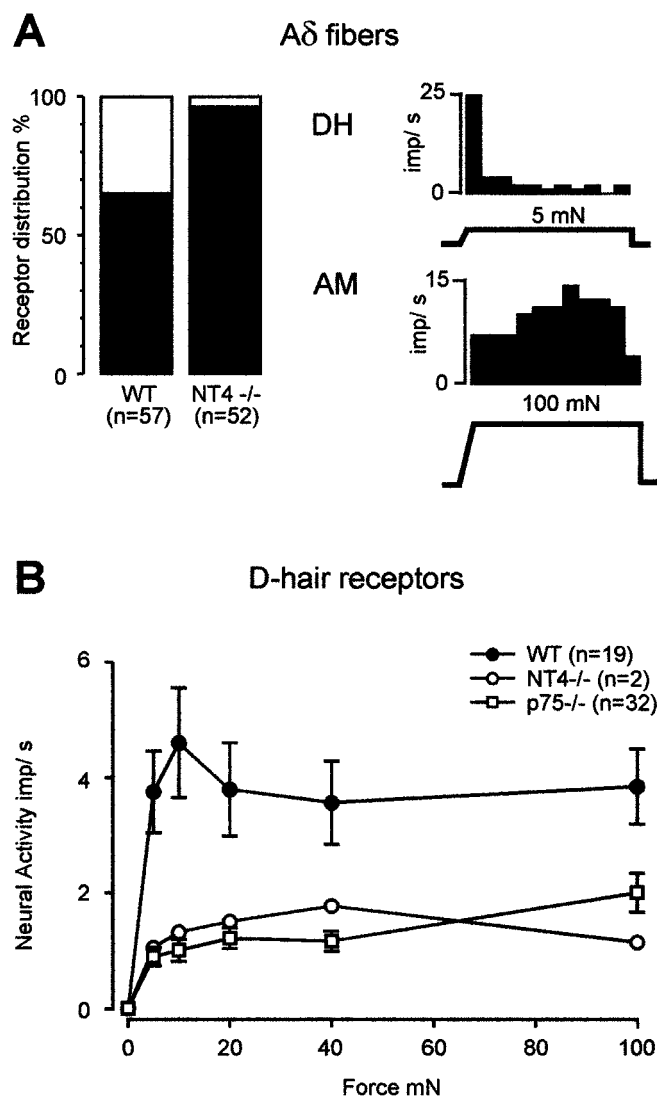 A
Aδ fibers
Receptor distribution %
100
50
0
WT
(n=57)
NT4 -/-
(n=52)
DH
imp/ s
25
0
5 mN
AM
imp/ s
15
0
100 mN
B
D-hair receptors
WT (n=19)
NT4-/- (n=2)
p75-/- (n=32)
Neural Activity imp/ s
6
4
2
0
0 20 40 60 80 100
Force mN